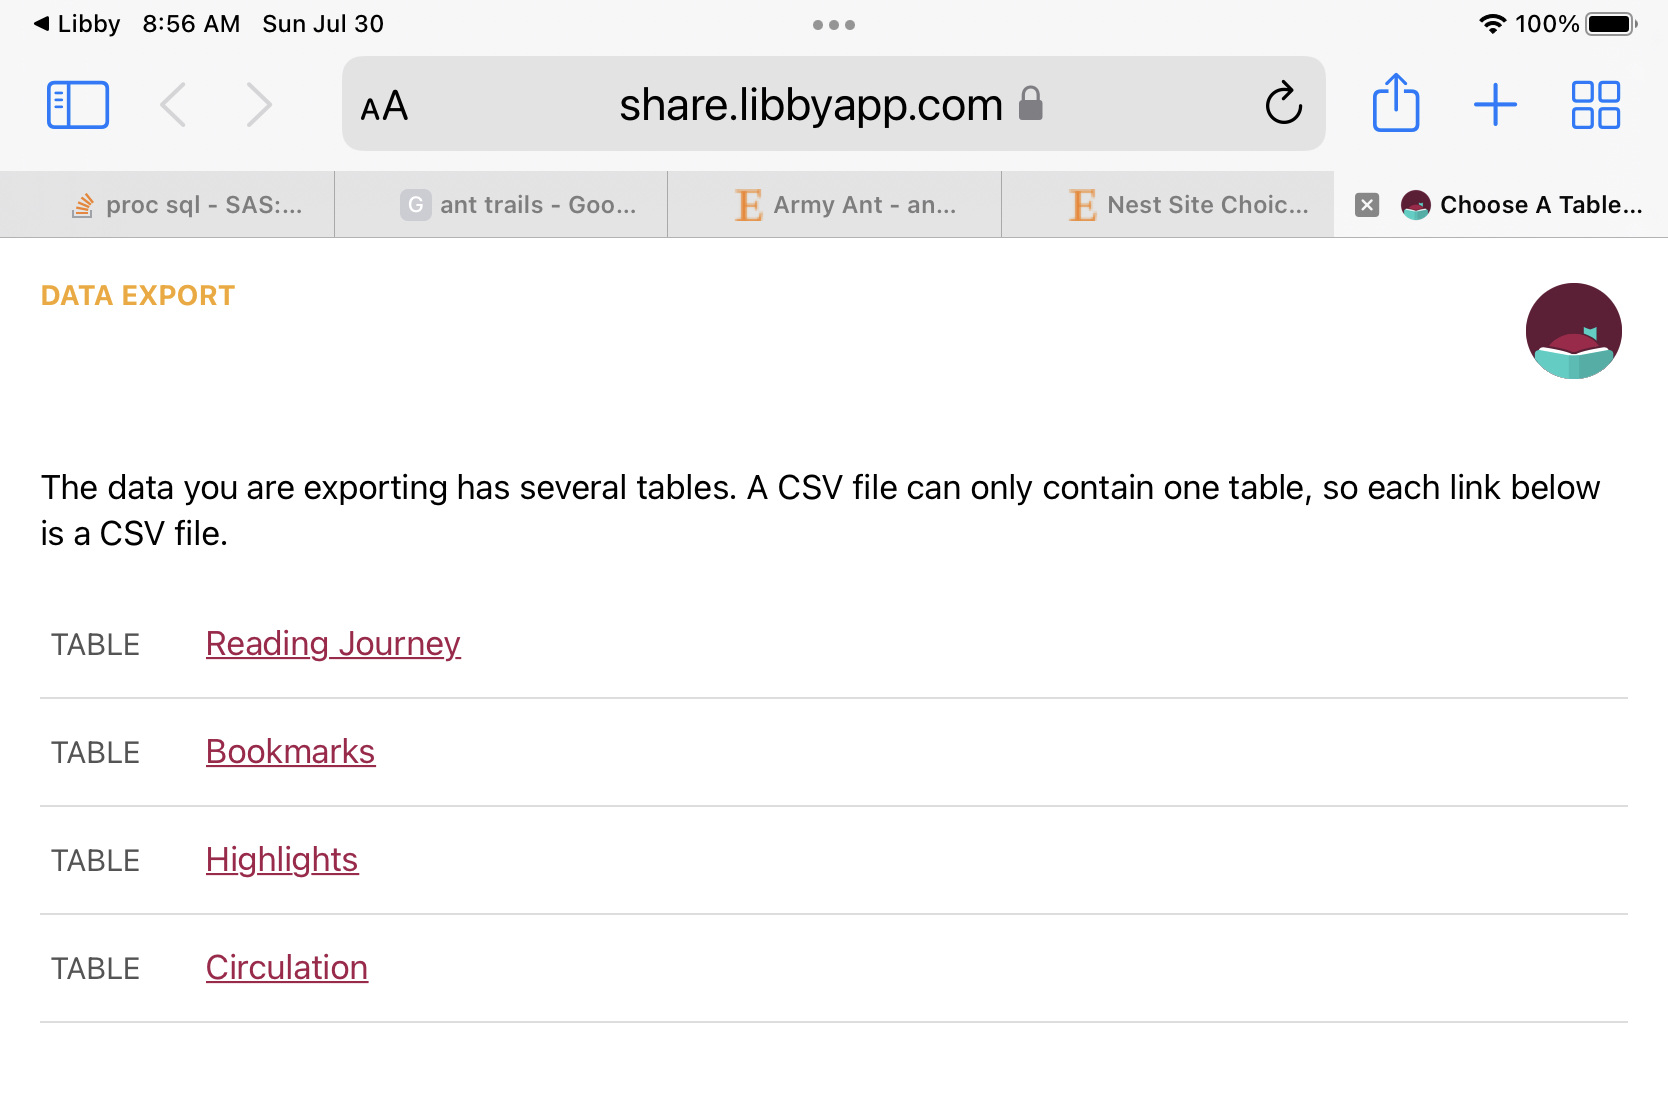 Libby 8:56 AM Sun Jul 30
100%
AA share.libbyapp.com
proc sql - SAS:...
G ant trails - Goo...
E Army Ant - an...
E Nest Site Choic...
Choose A Table...
DATA EXPORT
The data you are exporting has several tables. A CSV file can only contain one table, so each link below
is a CSV file.
TABLE Reading Journey
TABLE Bookmarks
TABLE Highlights
TABLE Circulation